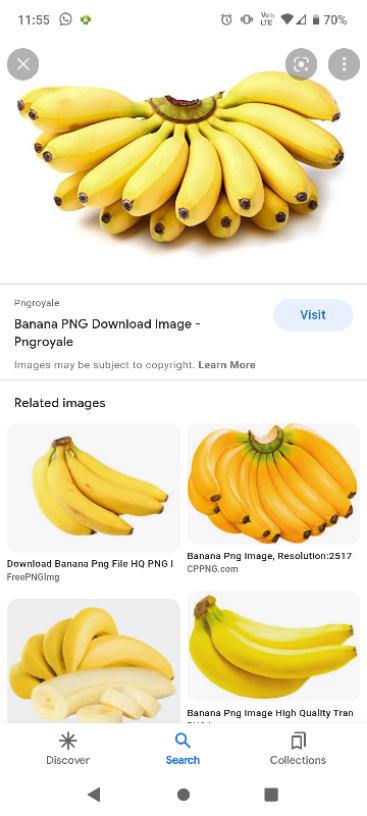 11:55
Vo))
LTE
70%
Pngroyale
Banana PNG Download Image -
Pngroyale
Visit
Images may be subject to copyright. Learn More
Related images
Download Banana Png File HQ PNG I
FreePNGImg
Banana Png Image, Resolution:2517
CPPNG.com
Banana Png Image High Quality Tran
Discover
Search
Collections